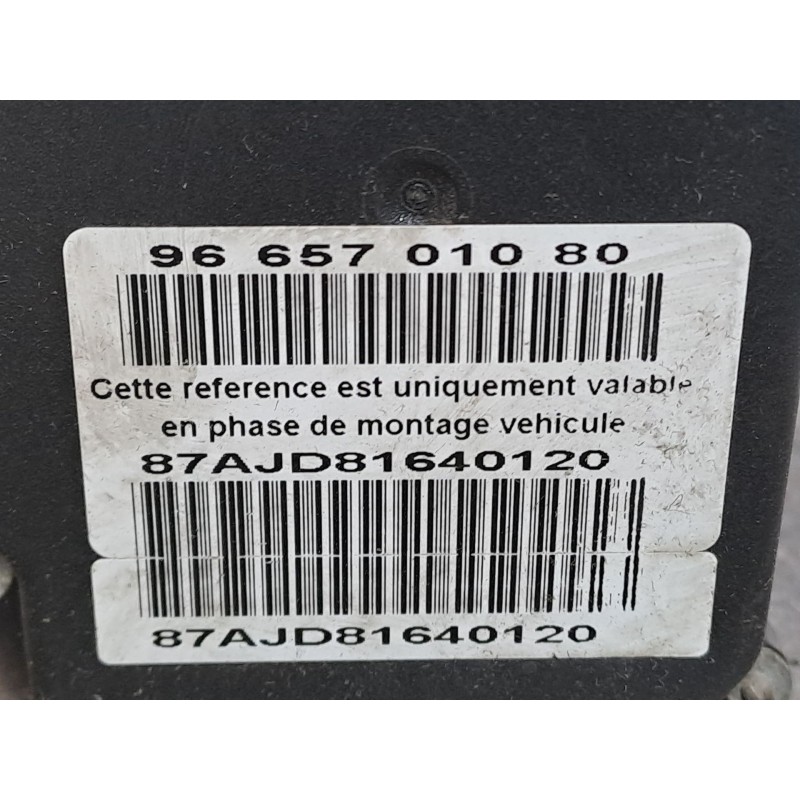 96 657 010 80
Cette reference est uniquement valable
en phase de montage vehicule
87AJD81640120
87AJD81640120